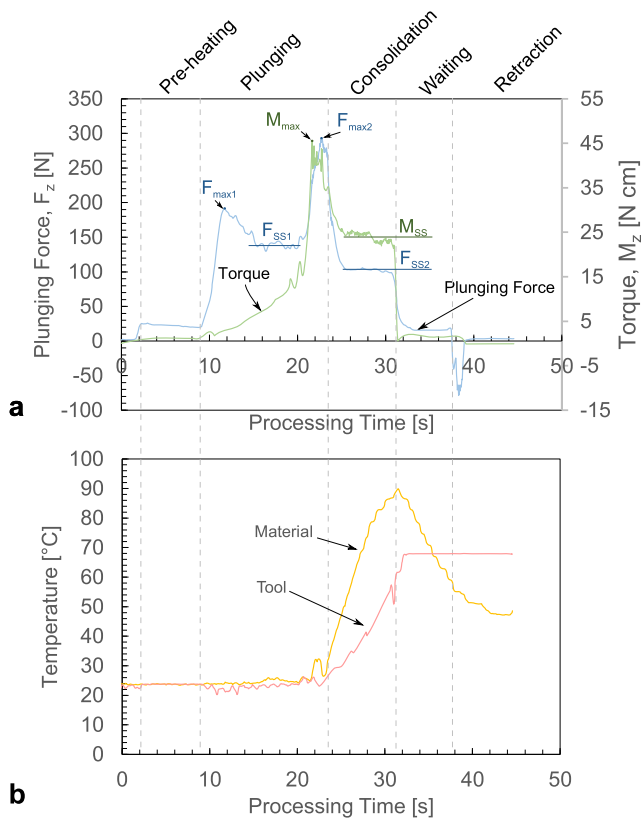 Pre-heating
Plunging
Consolidation
Waiting
Retraction
350
300
250
200
150
100
50
0
-50
-100
Plunging Force, Fz [N]
55
45
35
25
15
5
-5
-15
Torque, Mz [N cm]
Mmax
Fmax2
Fmax1
FSS1
MSS
FSS2
Torque
Plunging Force
0 10 20 30 40 50
Processing Time [s]
a
100
90
80
70
60
50
40
30
20
10
0
Temperature [°C]
Material
Tool
0 10 20 30 40 50
Processing Time [s]
b